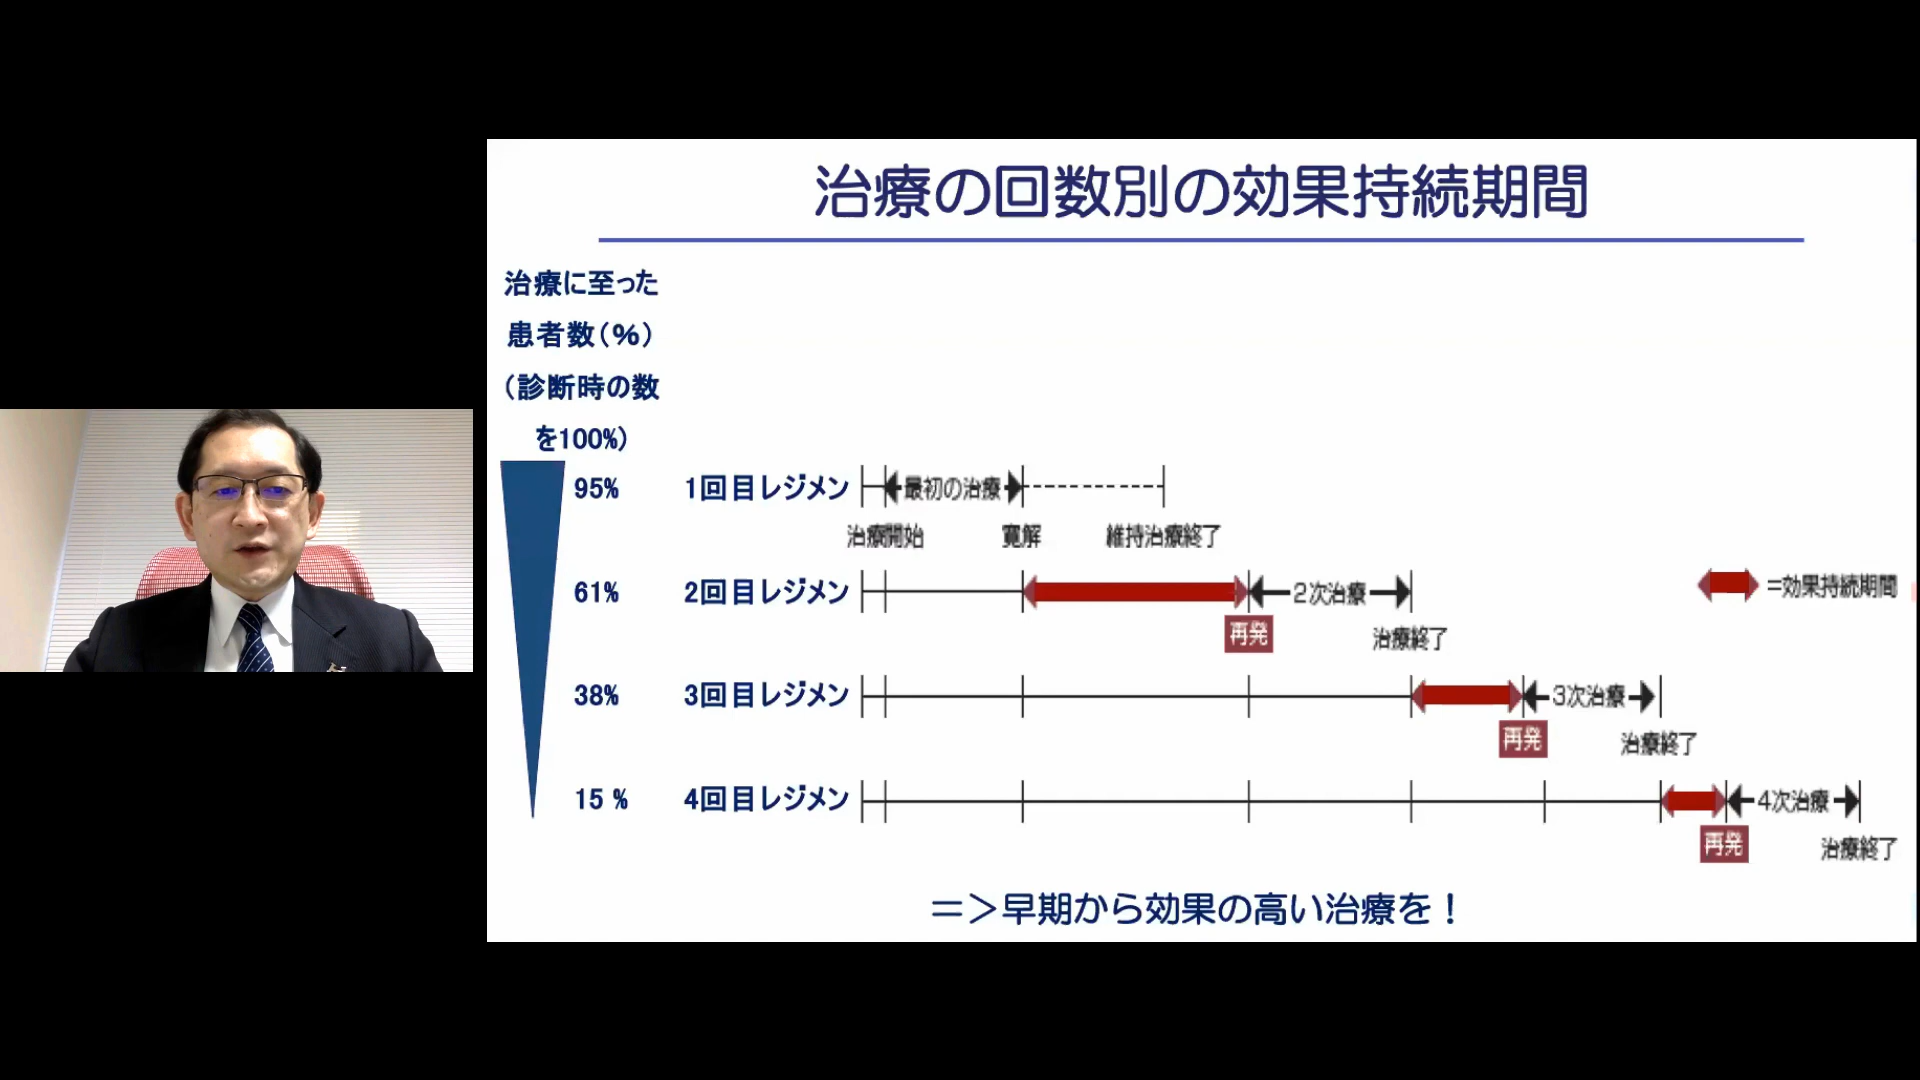 治療の回数別の効果持続期間
治療に至った
患者数(%)
(診断時の数
を100%)
95% 1回目レジメン 最初の治療
治療開始 寛解 維持治療終了
61% 2回目レジメン 2次治療 =効果持続期間
再発 治療終了
38% 3回目レジメン 3次治療
再発 治療終了
15 % 4回目レジメン 4次治療
再発 治療終了
=>早期から効果の高い治療を!